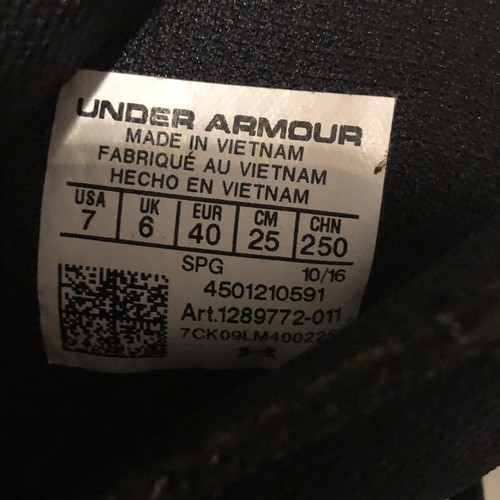 UNDER ARMOUR
MADE IN VIETNAM
FABRIQUÉ AU VIETNAM
HECHO EN VIETNAM
USA UK EUR CM CHN
7 6 40 25 250
SPG 10/16
4501210591
Art.1289772-011